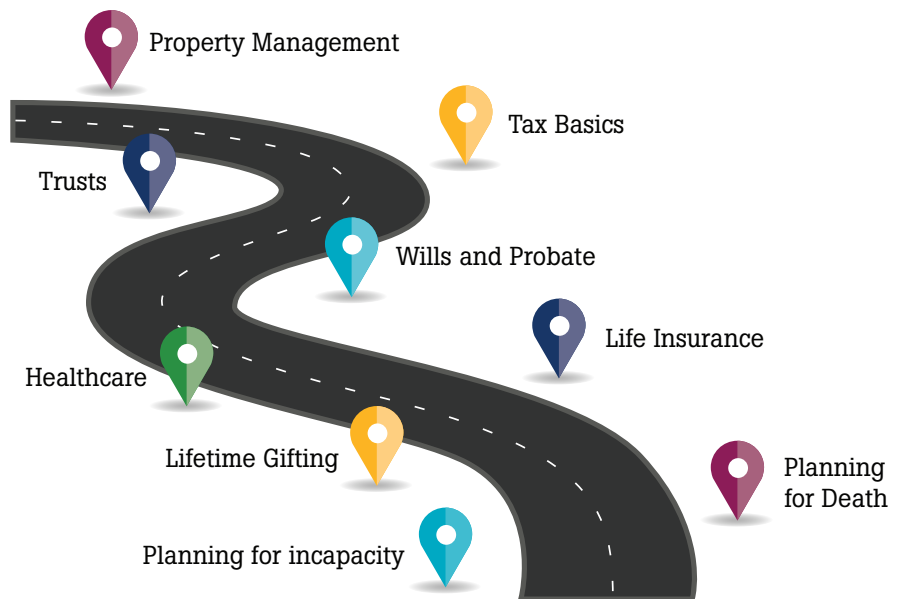 Property Management
Tax Basics
Trusts
Wills and Probate
Life Insurance
Healthcare
Lifetime Gifting
Planning
for Death
Planning for incapacity